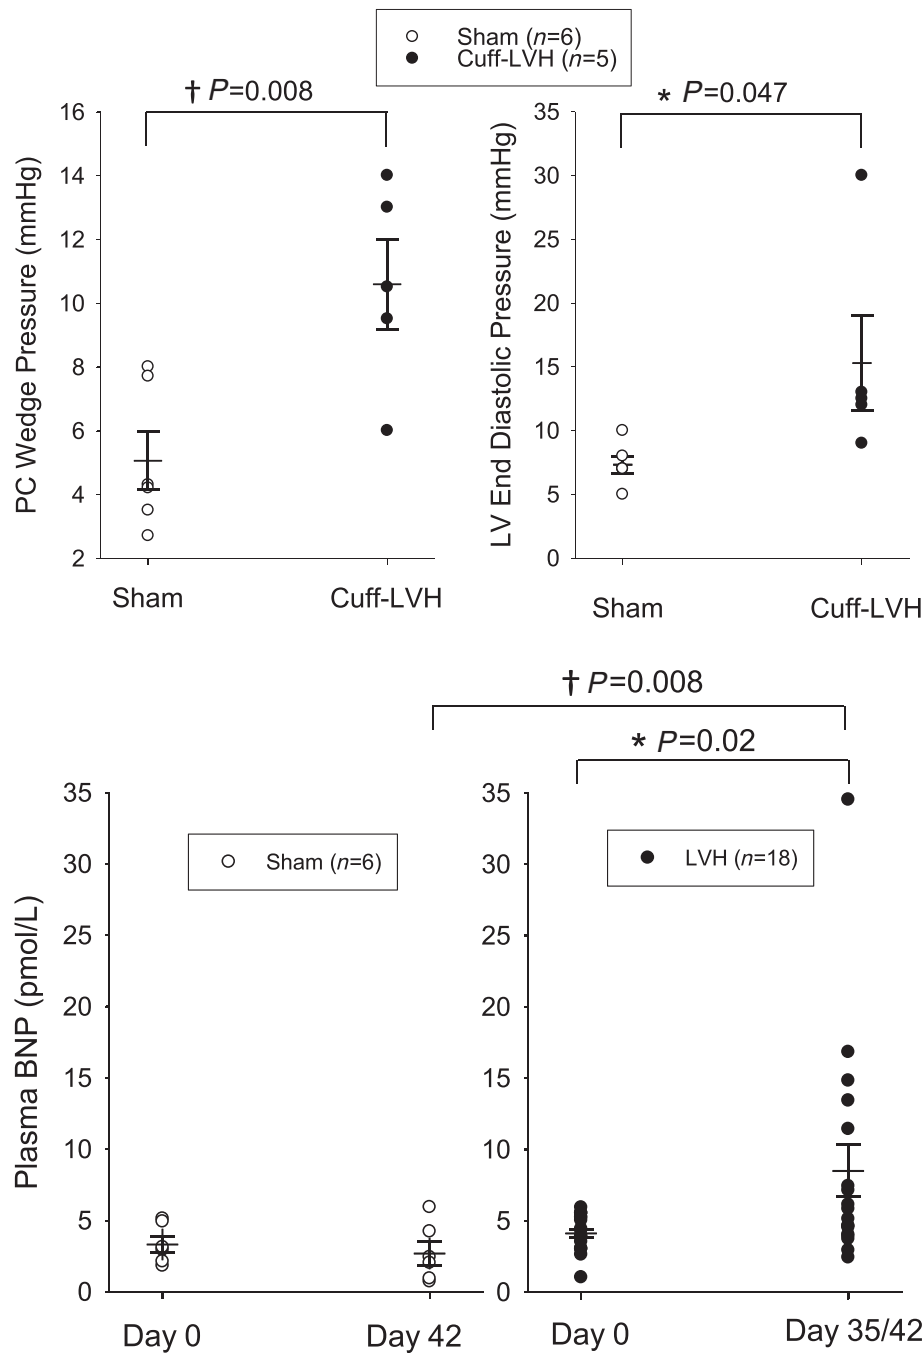 Sham (n=6)
Cuff-LVH (n=5)
† P=0.008
PC Wedge Pressure (mmHg)
16
14
12
10
8
6
4
2
Sham
Cuff-LVH
* P=0.047
LV End Diastolic Pressure (mmHg)
35
30
25
20
15
10
5
0
Sham
Cuff-LVH
† P=0.008
* P=0.02
Plasma BNP (pmol/L)
35
30
25
20
15
10
5
0
Sham (n=6)
Day 0
Day 42
35
30
25
20
15
10
5
0
LVH (n=18)
Day 0
Day 35/42